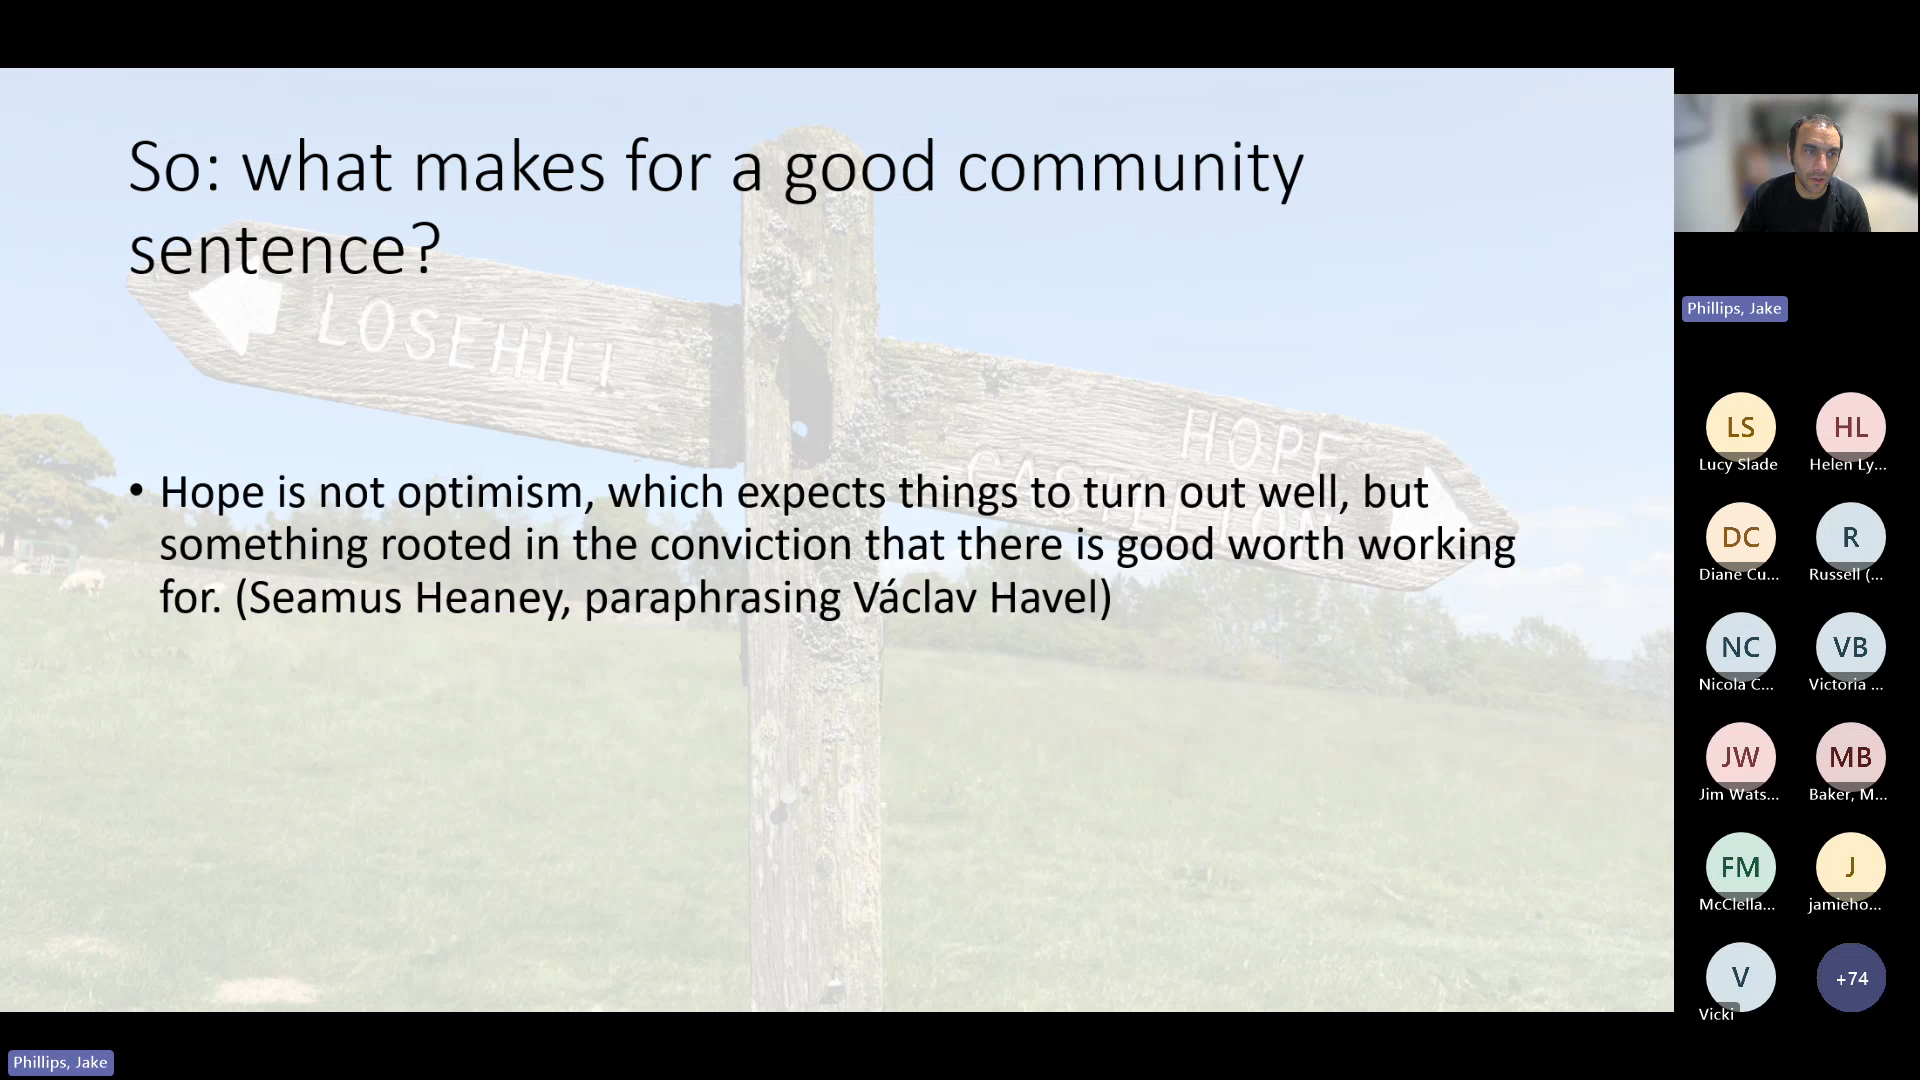 So: what makes for a good community
sentence?
LOSEHILL
HOPE
CASTLETON
• Hope is not optimism, which expects things to turn out well, but
something rooted in the conviction that there is good worth working
for. (Seamus Heaney, paraphrasing Václav Havel)
Phillips, Jake
LS
Lucy Slade
HL
Helen Ly...
DC
Diane Cu...
R
Russell (...
NC
Nicola C...
VB
Victoria ...
JW
Jim Wats...
MB
Baker, M...
FM
McClella...
J
jamieho...
V
Vicki
+74
Phillips, Jake